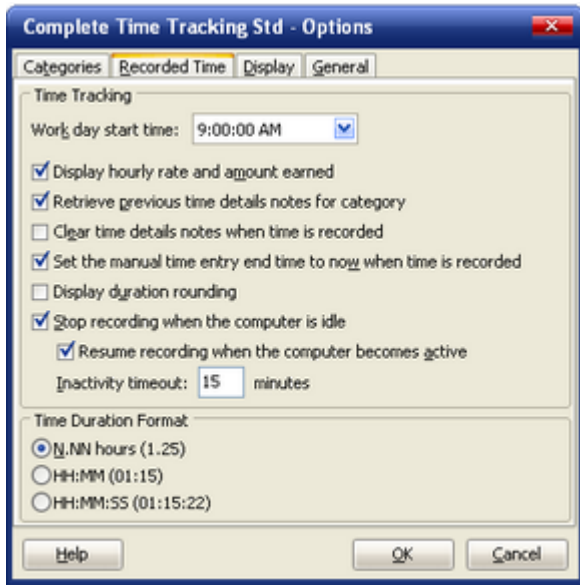 Complete Time Tracking Std - Options
Categories Recorded Time Display General
Time Tracking
Work day start time: 9:00:00 AM
Display hourly rate and amount earned
Retrieve previous time details notes for category
Clear time details notes when time is recorded
Set the manual time entry end time to now when time is recorded
Display duration rounding
Stop recording when the computer is idle
Resume recording when the computer becomes active
Inactivity timeout: 15 minutes
Time Duration Format
N.NN hours (1.25)
HH:MM (01:15)
HH:MM:SS (01:15:22)
Help OK Cancel